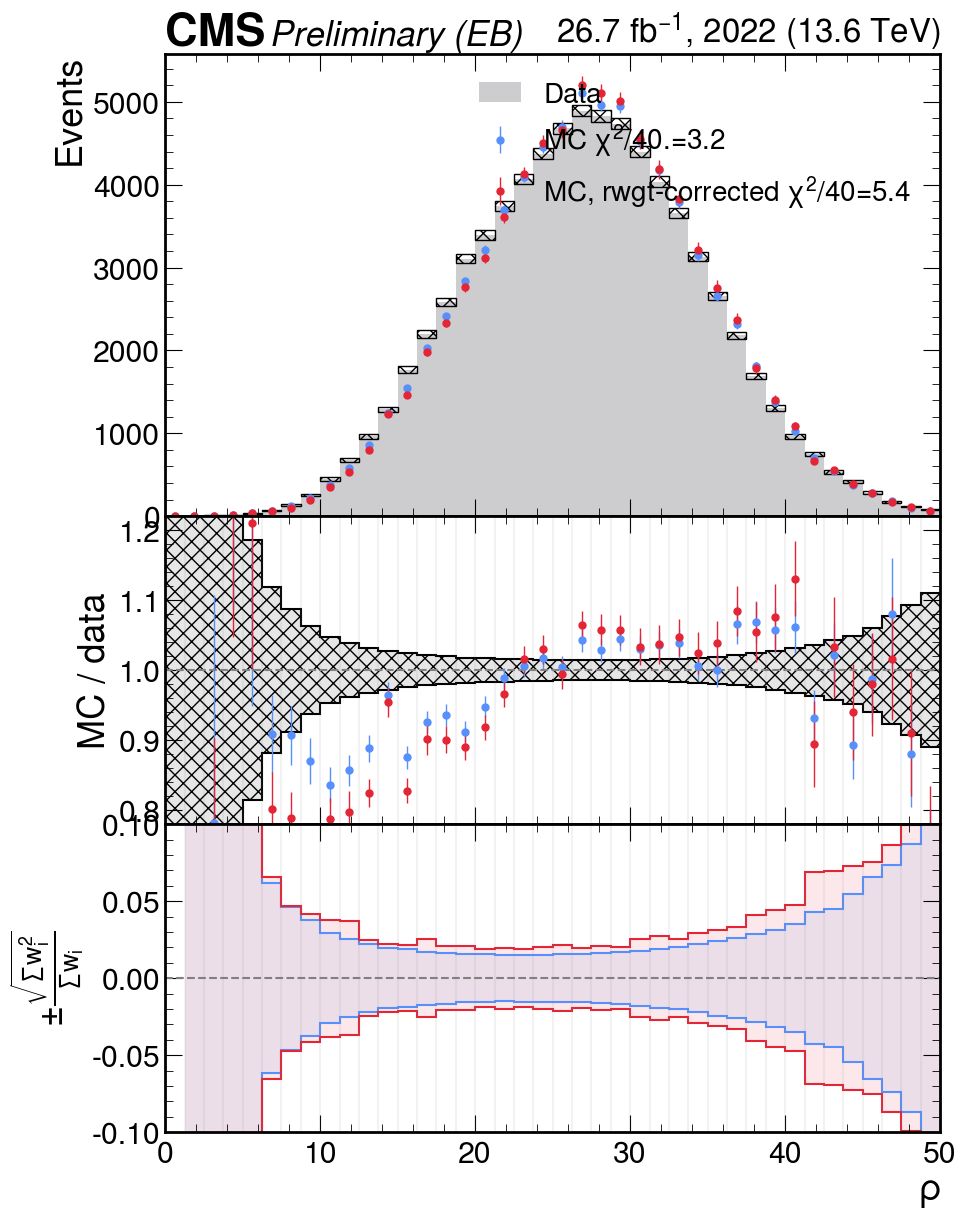 CMS Preliminary (EB) 26.7 fb⁻¹, 2022 (13.6 TeV)
Events
5000
4000
3000
2000
1000
0
Data
MC χ²/40.=3.2
MC, rwgt-corrected χ²/40=5.4
MC / data
1.2
1.1
1.0
0.9
0.8
±√Σwᵢ²/Σwᵢ
0.10
0.05
0.00
-0.05
-0.10
0 10 20 30 40 50
ρ